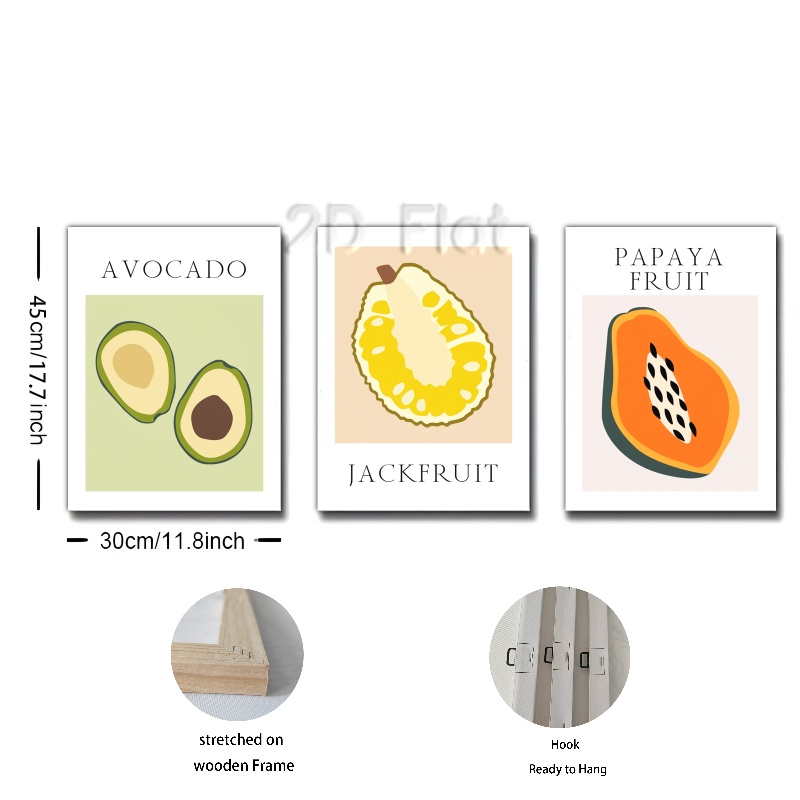 2D Flat
AVOCADO
PAPAYA
FRUIT
JACKFRUIT
45cm/17.7inch
30cm/11.8inch
stretched on
wooden Frame
Hook
Ready to Hang